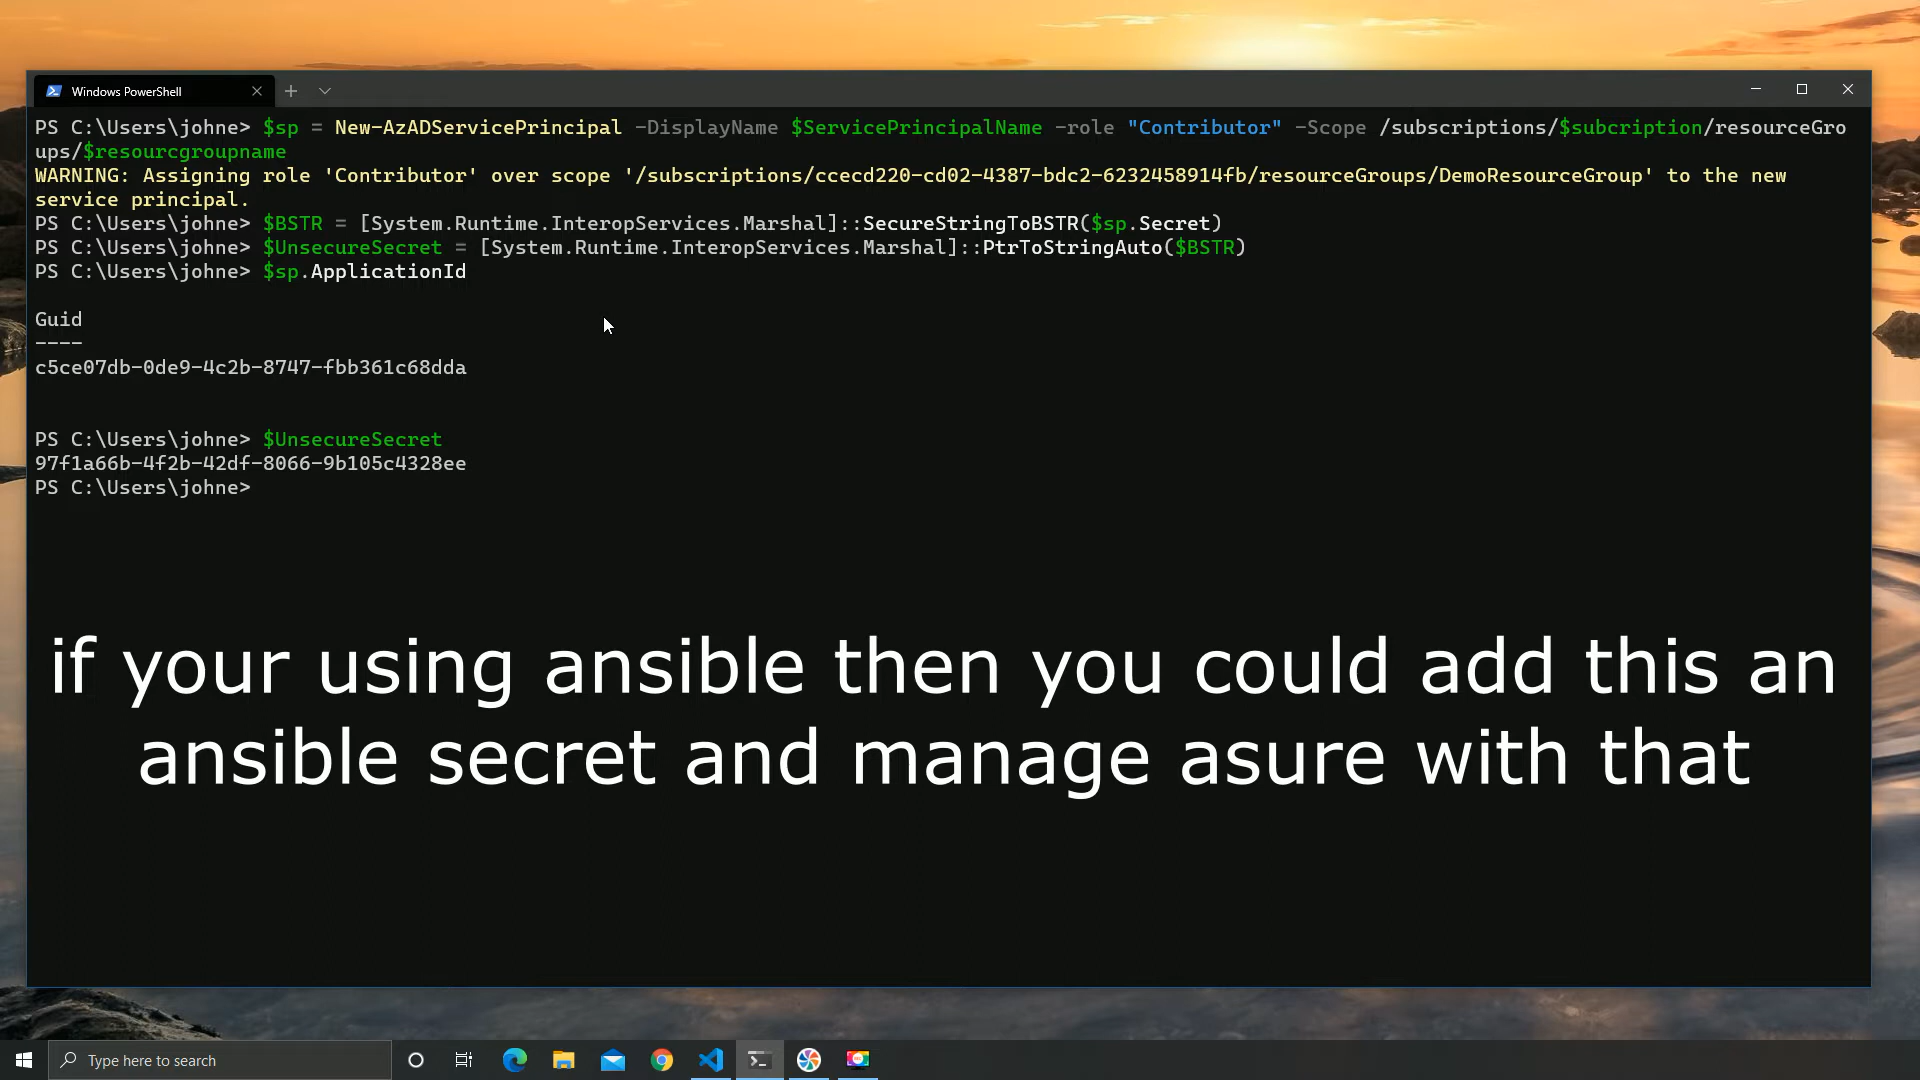 Windows PowerShell
PS C:\Users\johne> $sp = New-AzADServicePrincipal -DisplayName $ServicePrincipalName -role "Contributor" -Scope /subscriptions/$subcription/resourceGro
ups/$resourcgroupname
WARNING: Assigning role 'Contributor' over scope '/subscriptions/ccecd220-cd02-4387-bdc2-6232458914fb/resourceGroups/DemoResourceGroup' to the new
service principal.
PS C:\Users\johne> $BSTR = [System.Runtime.InteropServices.Marshal]::SecureStringToBSTR($sp.Secret)
PS C:\Users\johne> $UnsecureSecret = [System.Runtime.InteropServices.Marshal]::PtrToStringAuto($BSTR)
PS C:\Users\johne> $sp.ApplicationId
Guid
----
c5ce07db-0de9-4c2b-8747-fbb361c68dda
PS C:\Users\johne> $UnsecureSecret
97f1a66b-4f2b-42df-8066-9b105c4328ee
PS C:\Users\johne>
if your using ansible then you could add this an
ansible secret and manage asure with that
Type here to search